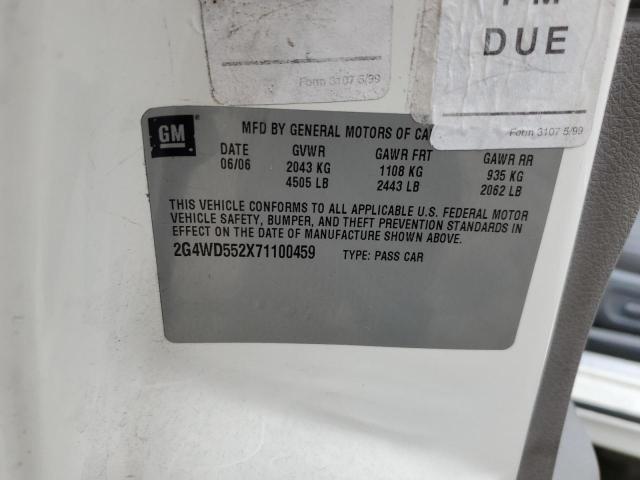 PM
DUE
Form 3107 5/99
Form 3107 5/99
GM
MFD BY GENERAL MOTORS OF
DATE GVWR GAWR FRT GAWR RR
06/06 2043 KG 1108 KG 935 KG
4505 LB 2443 LB 2062 LB
THIS VEHICLE CONFORMS TO ALL APPLICABLE U.S. FEDERAL MOTOR
VEHICLE SAFETY, BUMPER, AND THEFT PREVENTION STANDARDS IN
EFFECT ON THE DATE OF MANUFACTURE SHOWN ABOVE.
2G4WD552X71100459 TYPE: PASS CAR